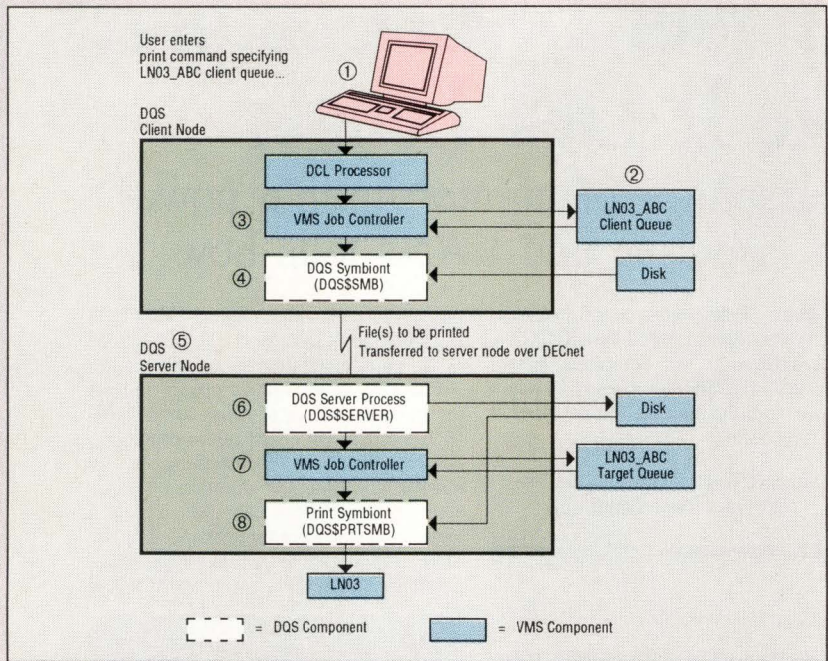 User enters
print command specifying
LN03_ABC client queue...
①
DQS
Client Node
DCL Processor
②
LN03_ABC
Client Queue
③
VMS Job Controller
④
DQS Symbiont
(DQS$SMB)
Disk
File(s) to be printed
Transferred to server node over DECnet
DQS ⑤
Server Node
⑥
DQS Server Process
(DQS$SERVER)
Disk
⑦
VMS Job Controller
LN03_ABC
Target Queue
⑧
Print Symbiont
(DQS$PRTSMB)
LN03
= DQS Component
= VMS Component